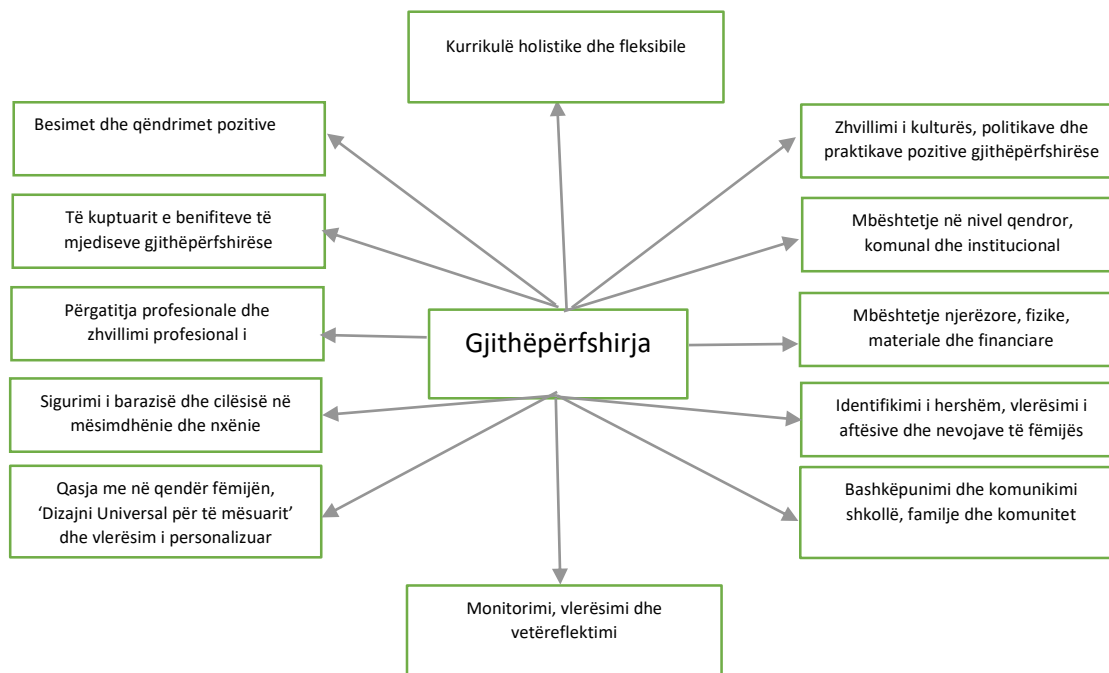 Kurrikulë holistike dhe fleksibile
Besimet dhe qëndrimet pozitive
Zhvillimi i kulturës, politikave dhe
praktikave pozitive gjithëpërfshirëse
Të kuptuarit e benifiteve të
mjediseve gjithëpërfshirëse
Mbështetje në nivel qendror,
komunal dhe institucional
Përgatitja profesionale dhe
zhvillimi profesional i
Gjithëpërfshirja
Mbështetje njerëzore, fizike,
materiale dhe financiare
Sigurimi i barazisë dhe cilësisë në
mësimdhënie dhe nxënie
Identifikimi i hershëm, vlerësimi i
aftësive dhe nevojave të fëmijës
Qasja me në qendër fëmijën,
‘Dizajni Universal për të mësuarit’
dhe vlerësim i personalizuar
Bashkëpunimi dhe komunikimi
shkollë, familje dhe komunitet
Monitorimi, vlerësimi dhe
vetëreflektimi